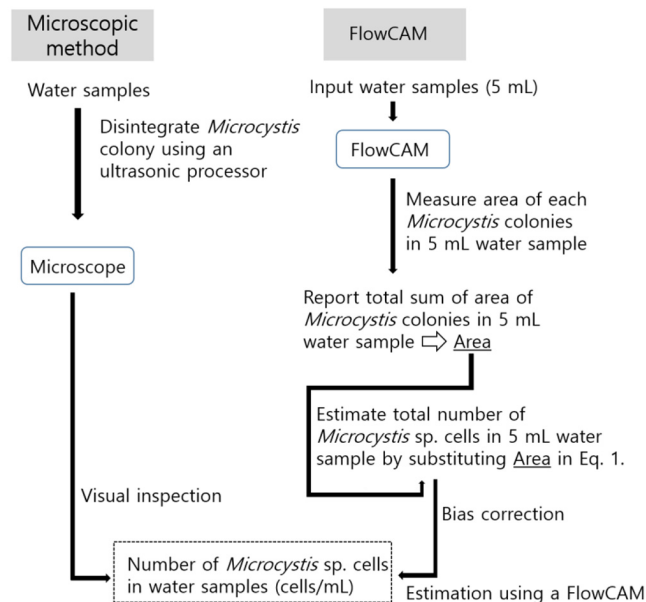 Microscopic
method
Water samples
Disintegrate Microcystis
colony using an
ultrasonic processor
Microscope
Visual inspection
FlowCAM
Input water samples (5 mL)
FlowCAM
Measure area of each
Microcystis colonies
in 5 mL water sample
Report total sum of area of
Microcystis colonies in 5 mL
water sample ⇨ Area
Estimate total number of
Microcystis sp. cells in 5 mL water
sample by substituting Area in Eq. 1.
Bias correction
Number of Microcystis sp. cells
in water samples (cells/mL)
Estimation using a FlowCAM